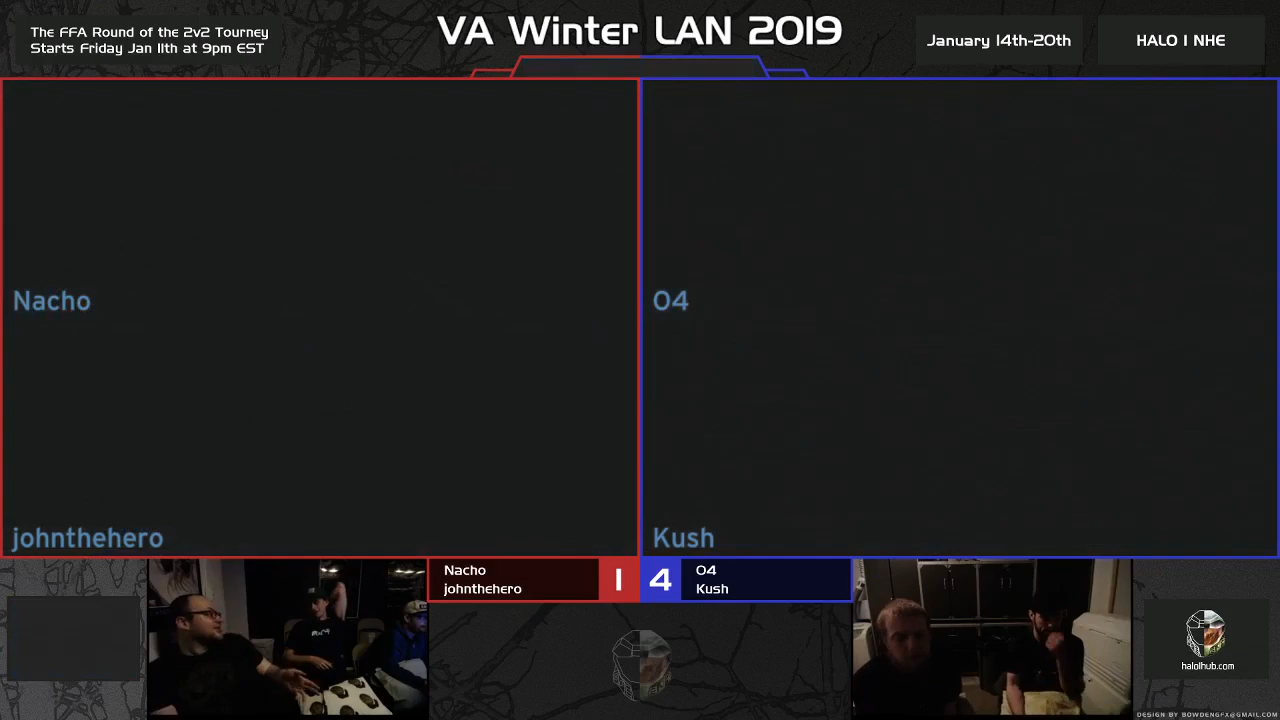 The FFA Round of the 2v2 Tourney
Starts Friday Jan 11th at 9pm EST
VA Winter LAN 2019
January 14th-20th
HALO 1 NHE
Nacho
O4
johnthehero
Kush
Nacho
johnthehero
1
4
O4
Kush
halo1hub.com
DESIGN BY BOWDENGFX@GMAIL.COM